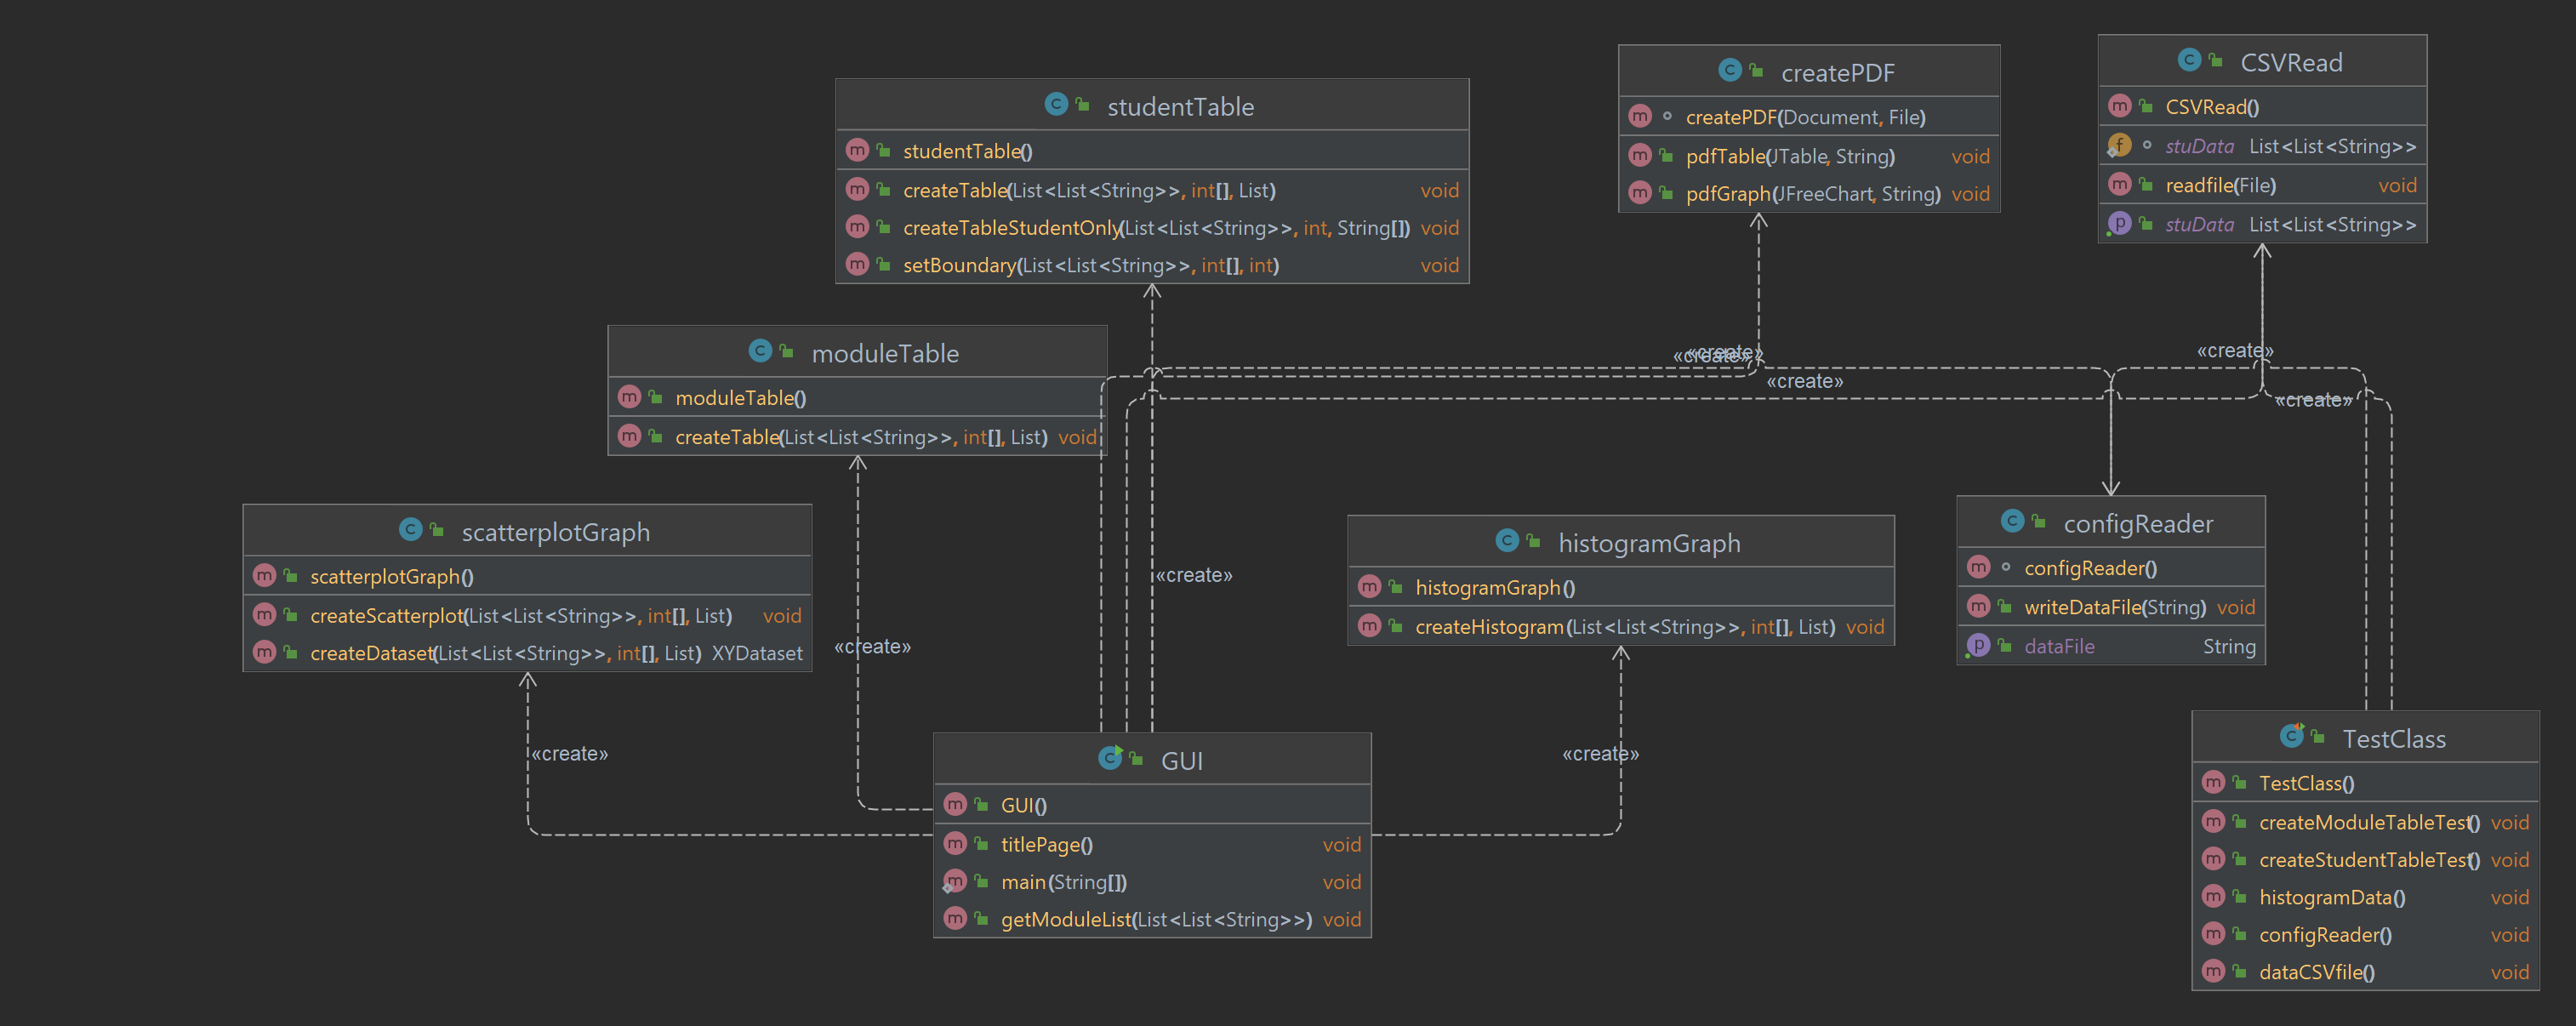 studentTable
studentTable()
createTable(List<List<String>>, int[], List) void
createTableStudentOnly(List<List<String>>, int, String[]) void
setBoundary(List<List<String>>, int[], int) void
createPDF
createPDF(Document, File)
pdfTable(JTable, String) void
pdfGraph(JFreeChart, String) void
CSVRead
CSVRead()
stuData List<List<String>>
readfile(File) void
stuData List<List<String>>
moduleTable
moduleTable()
createTable(List<List<String>>, int[], List) void
«create»
«create»
«create»
«create»
«create»
scatterplotGraph
scatterplotGraph()
createScatterplot(List<List<String>>, int[], List) void
createDataset(List<List<String>>, int[], List) XYDataset
histogramGraph
histogramGraph()
createHistogram(List<List<String>>, int[], List) void
configReader
configReader()
writeDataFile(String) void
dataFile String
«create»
«create»
«create»
«create»
GUI
GUI()
titlePage() void
main(String[]) void
getModuleList(List<List<String>>) void
TestClass
TestClass()
createModuleTableTest() void
createStudentTableTest() void
histogramData() void
configReader() void
dataCSVfile() void